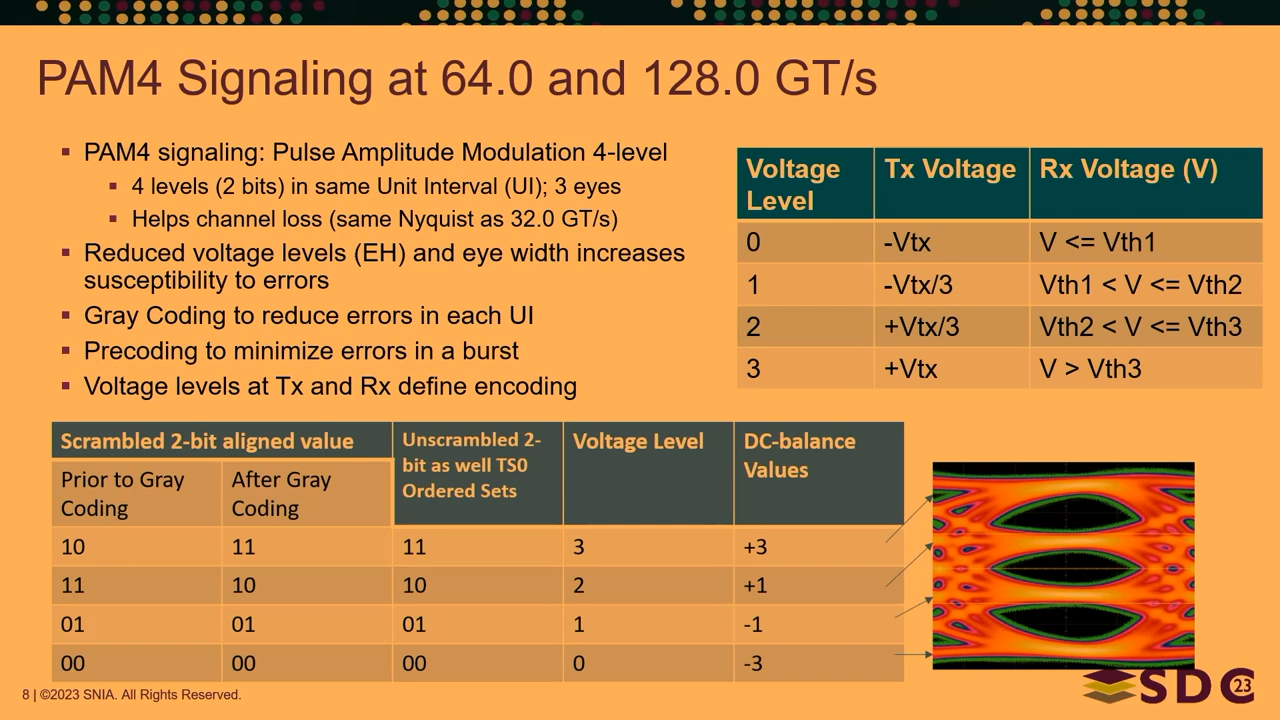 PAM4 Signaling at 64.0 and 128.0 GT/s
PAM4 signaling: Pulse Amplitude Modulation 4-level
4 levels (2 bits) in same Unit Interval (UI); 3 eyes
Helps channel loss (same Nyquist as 32.0 GT/s)
Reduced voltage levels (EH) and eye width increases
susceptibility to errors
Gray Coding to reduce errors in each UI
Precoding to minimize errors in a burst
Voltage levels at Tx and Rx define encoding
Voltage Level Tx Voltage Rx Voltage (V)
0 -Vtx V <= Vth1
1 -Vtx/3 Vth1 < V <= Vth2
2 +Vtx/3 Vth2 < V <= Vth3
3 +Vtx V > Vth3
Scrambled 2-bit aligned value Unscrambled 2-bit as well TS0 Ordered Sets Voltage Level DC-balance Values
Prior to Gray Coding After Gray Coding
10 11 11 3 +3
11 10 10 2 +1
01 01 01 1 -1
00 00 00 0 -3
8 | ©2023 SNIA. All Rights Reserved.
SDC 23